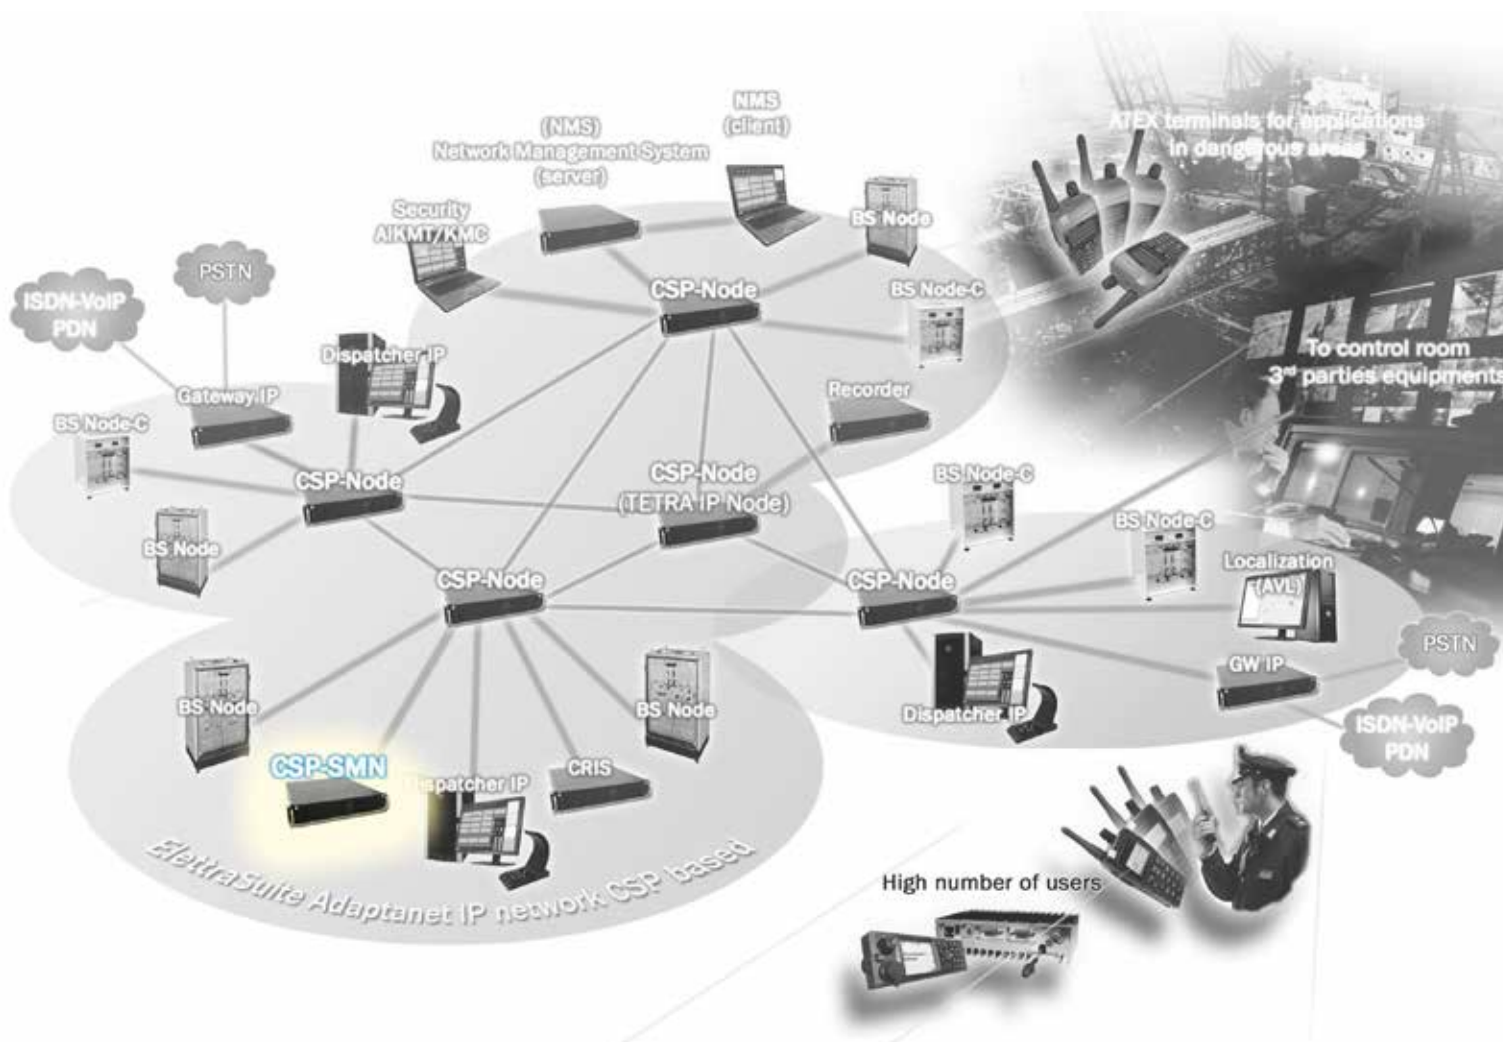 NMS
(client)
(NMS)
Network Management System
(server)
ATEX terminals for applications
in dangerous areas
Security
AIKMT/KMC
BS Node
PSTN
ISDN-VoIP
PDN
CSP-Node
BS Node-C
Dispatcher IP
To control room
3rd parties equipments
Gateway IP
Recorder
BS Node-C
CSP-Node
CSP-Node
(TETRA IP Node)
BS Node-C
BS Node-C
BS Node
Localization
(AVL)
CSP-Node
CSP-Node
PSTN
GW IP
BS Node
BS Node
Dispatcher IP
ISDN-VoIP
PDN
CSP-SMN
CRIS
Dispatcher IP
ElettraSuite Adaptanet IP network CSP based
High number of users